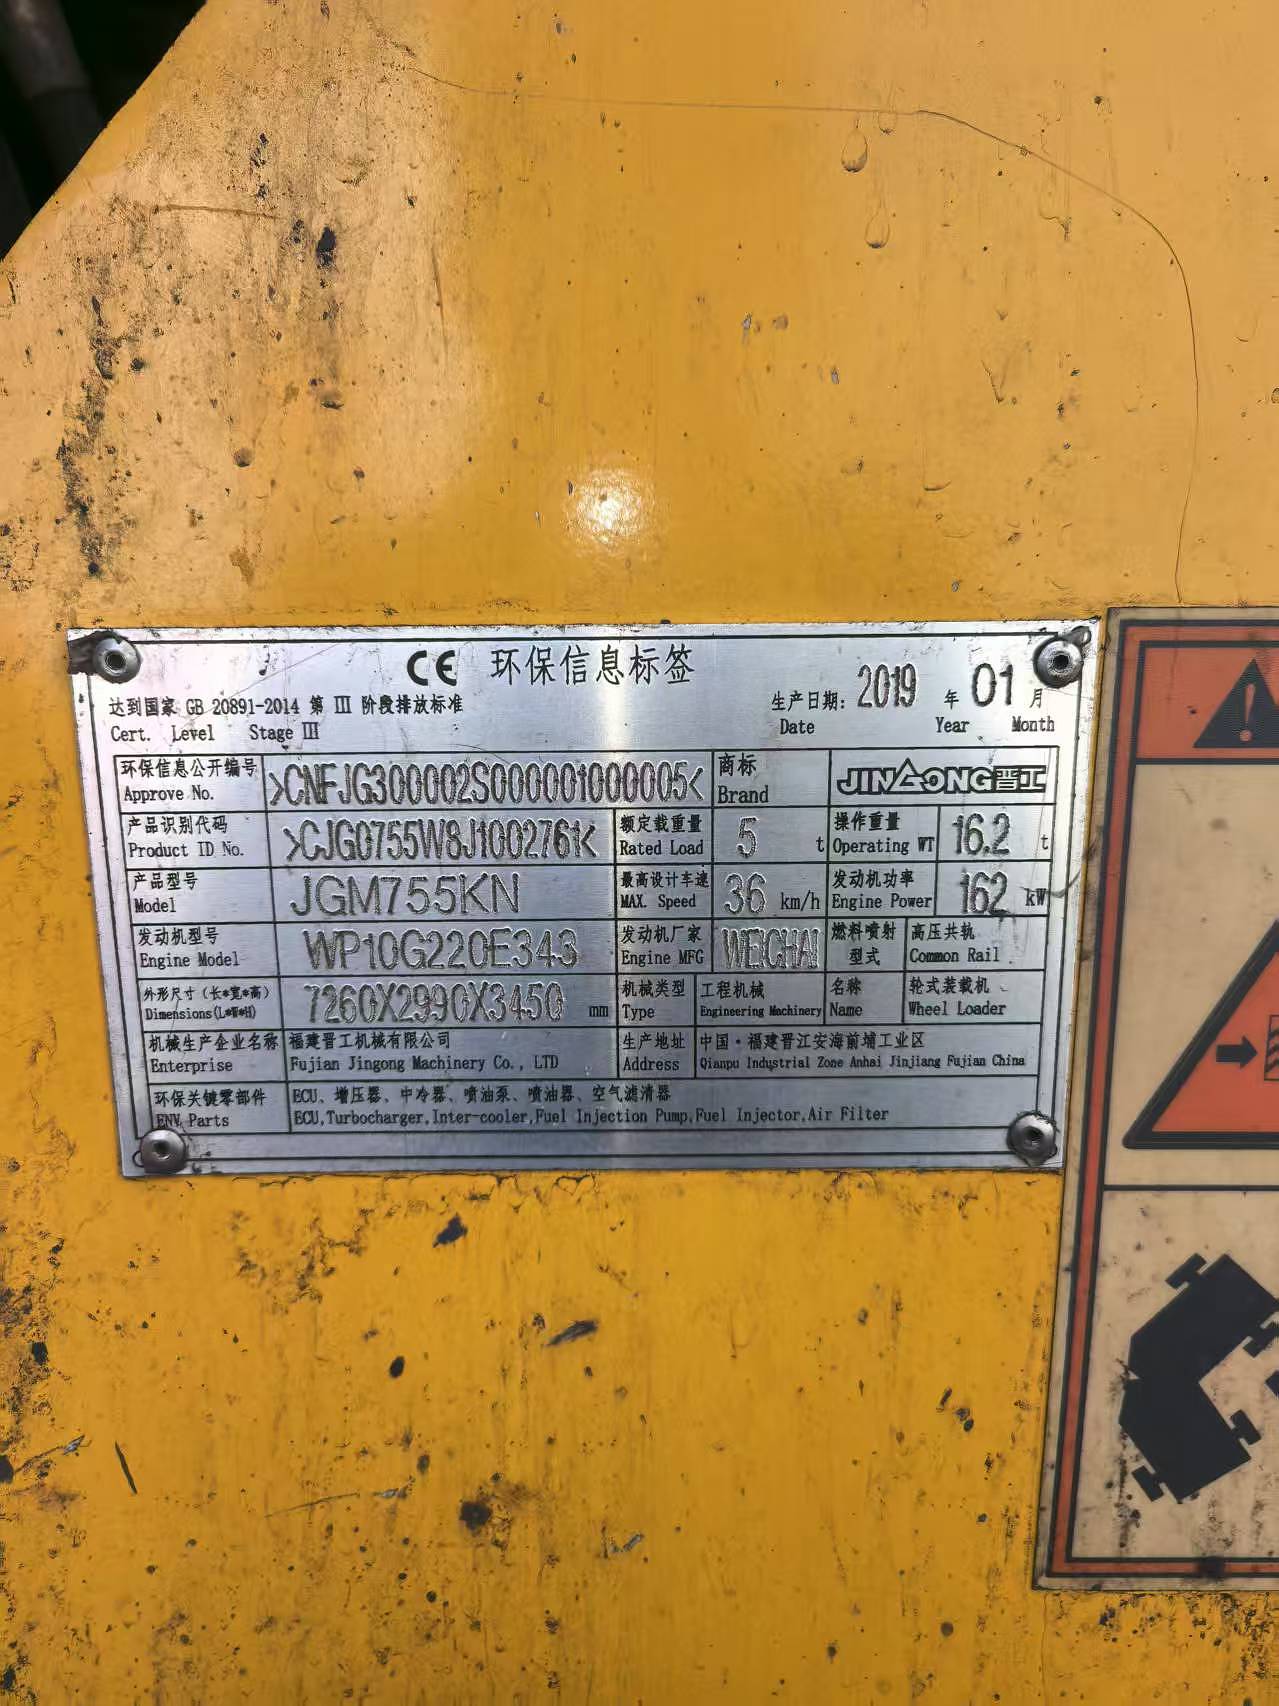 CE 环保信息标签
达到国家 GB 20891-2014 第 III 阶段排放标准
Cert. Level Stage III
生产日期: 2019 年 01 月
Date Year Month
环保信息公开编号 >CNFJG300002S000001000005< 商标 JINGONG晋工
Approve No. Brand
产品识别代码 >CJG0755W8J1002761< 额定载重量 5 t 操作重量 16.2 t
Product ID No. Rated Load Operating WT
产品型号 JGM755KN 最高设计车速 36 km/h 发动机功率 162 kW
Model MAX. Speed Engine Power
发动机型号 WP10G220E343 发动机厂家 WEICHAI 燃料喷射型式 高压共轨
Engine Model Engine MFG Common Rail
外形尺寸(长*宽*高) 7260X2990X3450 mm 机械类型 工程机械 名称 轮式装载机
Dimensions(L*W*H) Type Engineering Machinery Name Wheel Loader
机械生产企业名称 福建晋工机械有限公司 生产地址 中国·福建晋江安海前埔工业区
Enterprise Fujian Jingong Machinery Co., LTD Address Qianpu Industrial Zone Anhai Jinjiang Fujian China
环保关键零部件 ECU、增压器、中冷器、喷油泵、喷油器、空气滤清器
ENV Parts ECU,Turbocharger,Inter-cooler,Fuel Injection Pump,Fuel Injector,Air Filter